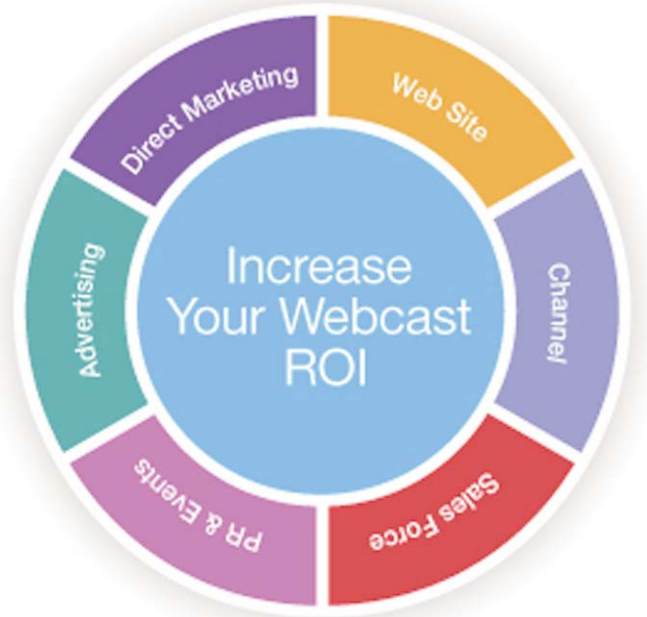 Increase
Your Webcast
ROI
Web Site
Channel
Sales Force
PR & Events
Advertising
Direct Marketing